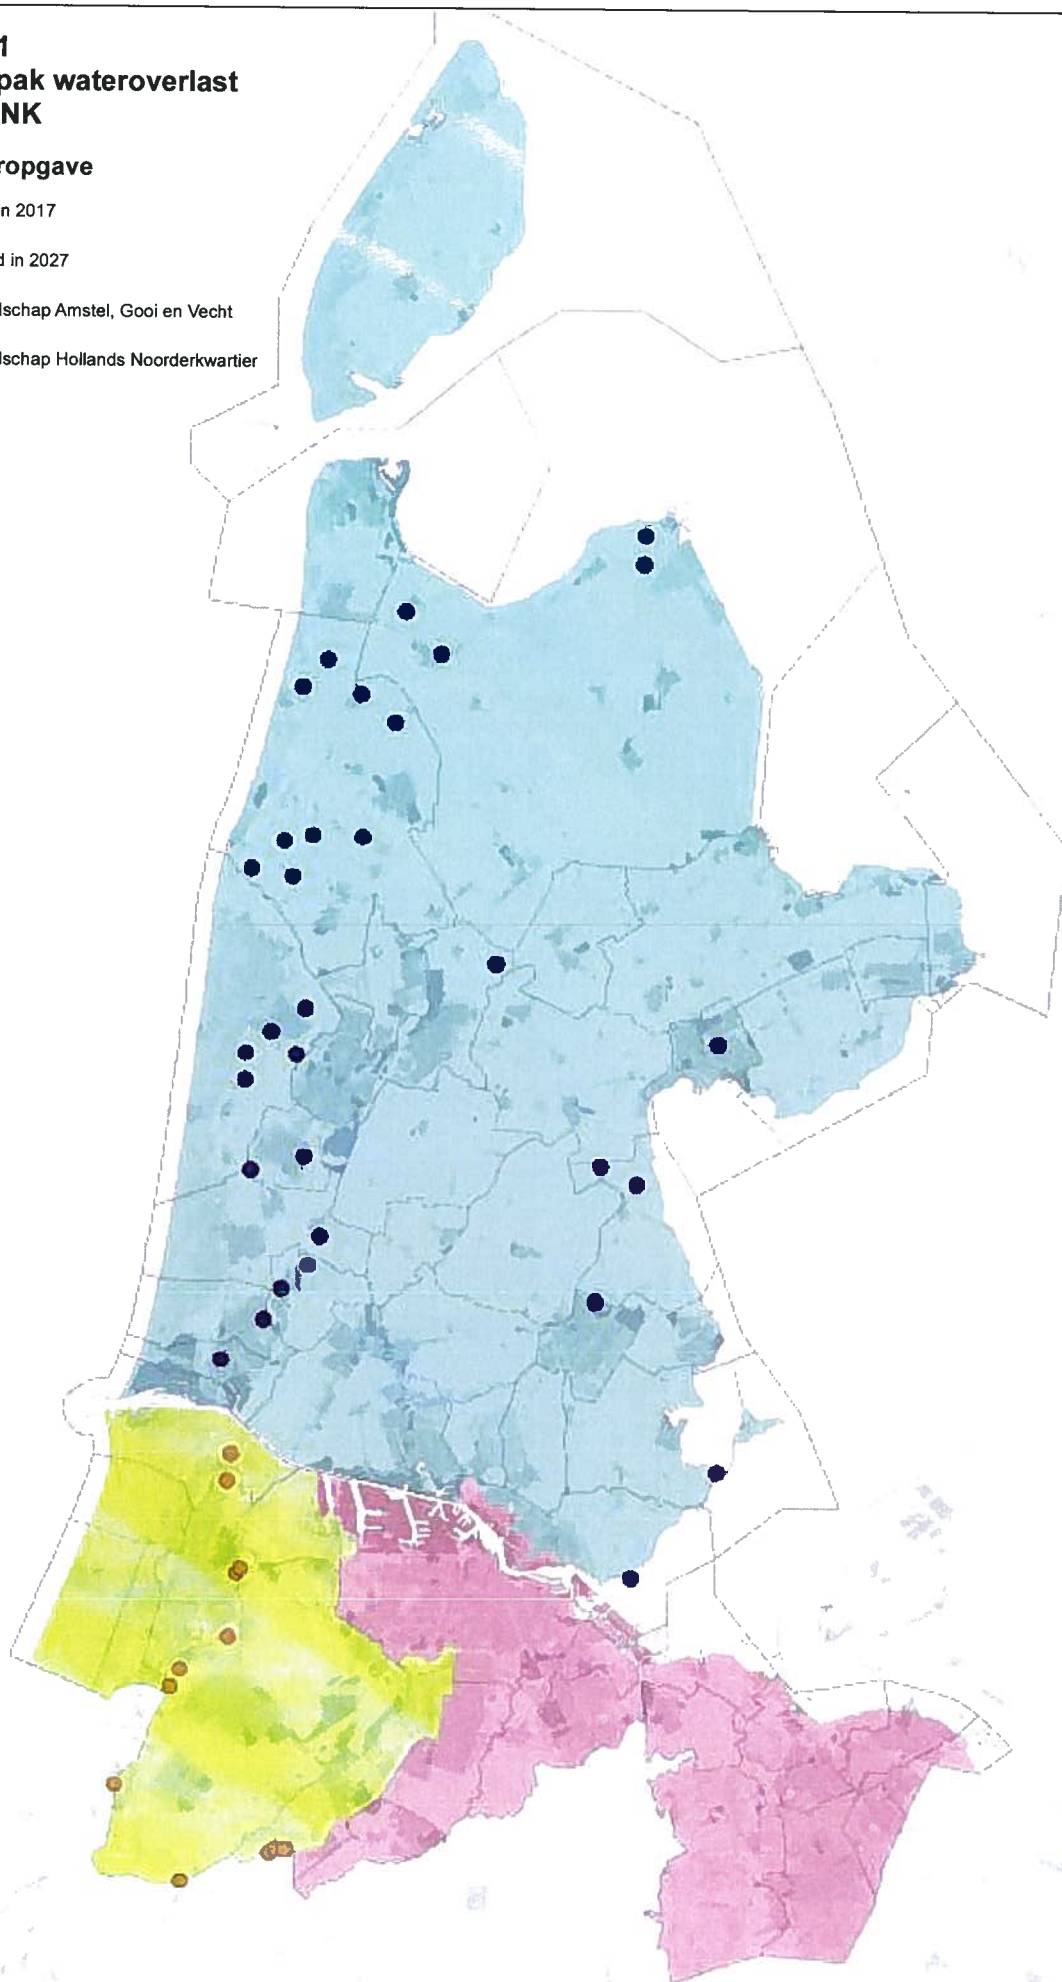 1
pak wateroverlast
NK
ropgave
n 2017
d in 2027
lschap Amstel, Gooi en Vecht
lschap Hollands Noorderkwartier